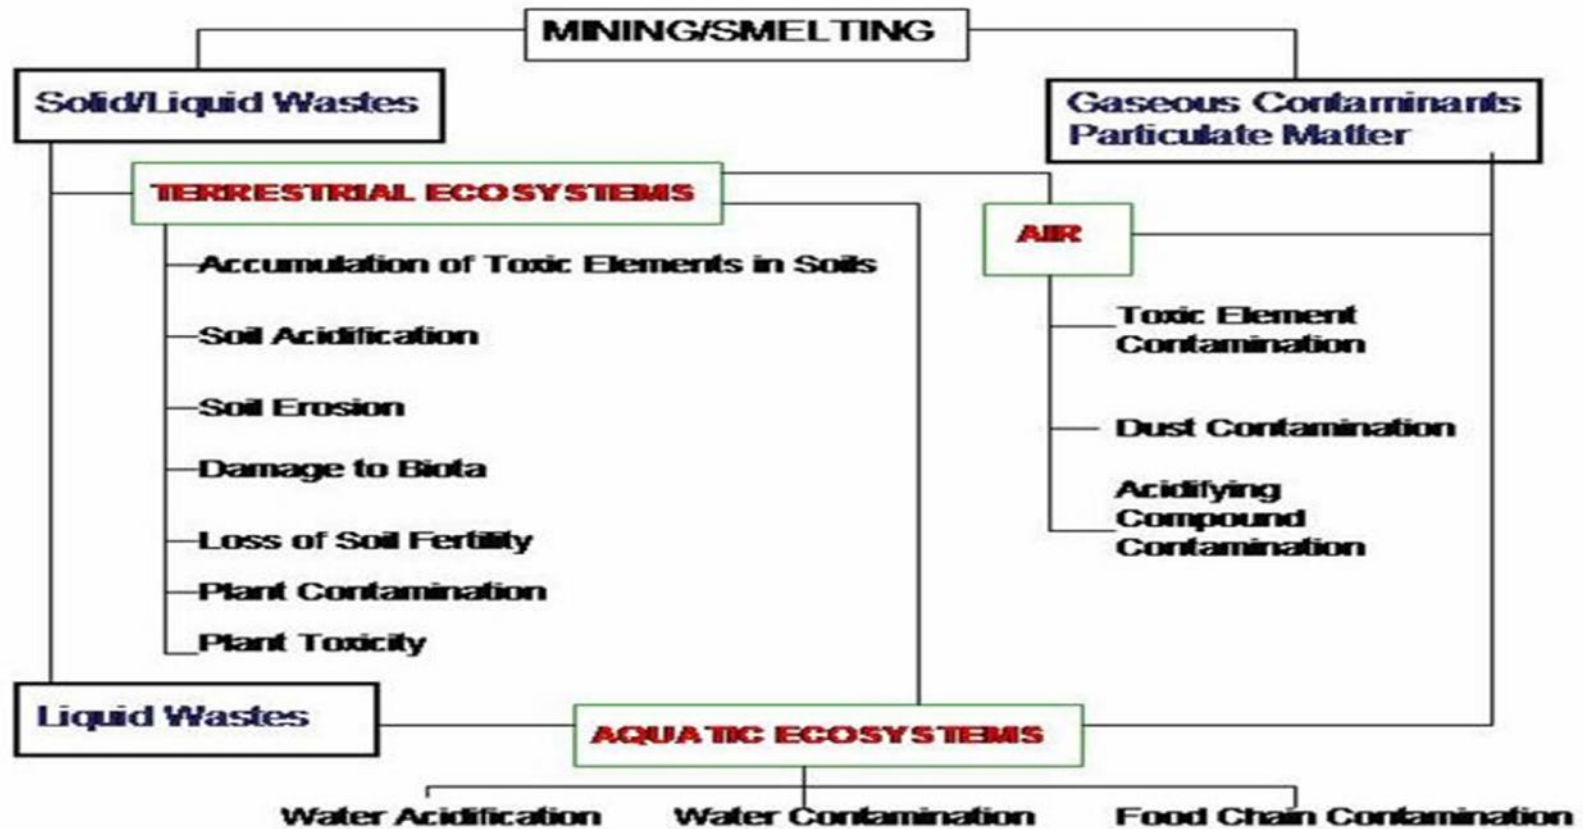 MINING/SMELTING
Solid/Liquid Wastes
Gaseous Contaminants
Particulate Matter
TERRESTRIAL ECOSYSTEMS
AIR
Accumulation of Toxic Elements in Soils
Soil Acidification
Soil Erosion
Damage to Biota
Loss of Soil Fertility
Plant Contamination
Plant Toxicity
Toxic Element
Contamination
Dust Contamination
Acidifying
Compound
Contamination
Liquid Wastes
AQUATIC ECOSYSTEMS
Water Acidification
Water Contamination
Food Chain Contamination